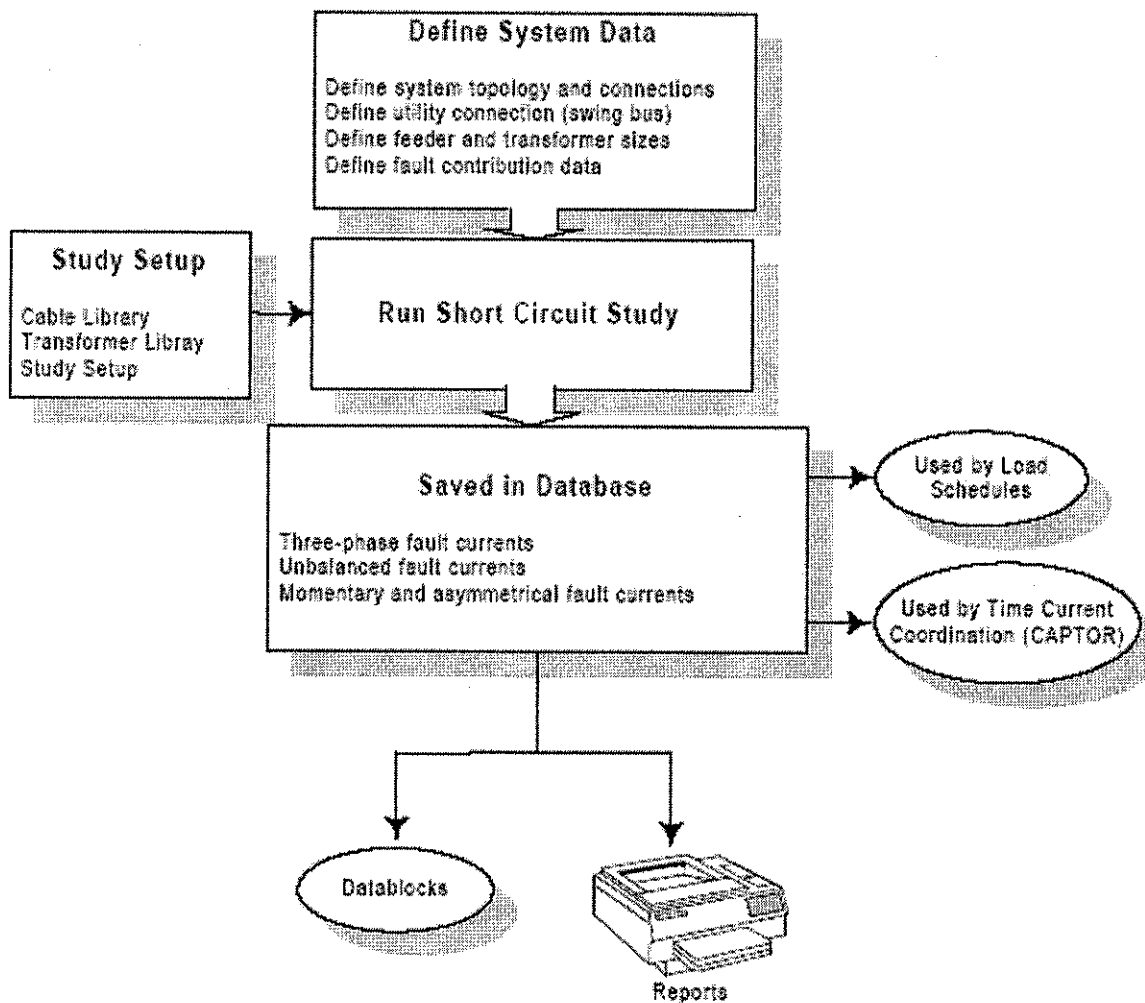 Define System Data
Define system topology and connections
Define utility connection (swing bus)
Define feeder and transformer sizes
Define fault contribution data
Study Setup
Cable Library
Transformer Libray
Study Setup
Run Short Circuit Study
Saved in Database
Three-phase fault currents
Unbalanced fault currents
Momentary and asymmetrical fault currents
Used by Load
Schedules
Used by Time Current
Coordination (CAPTOR)
Datablocks
Reports